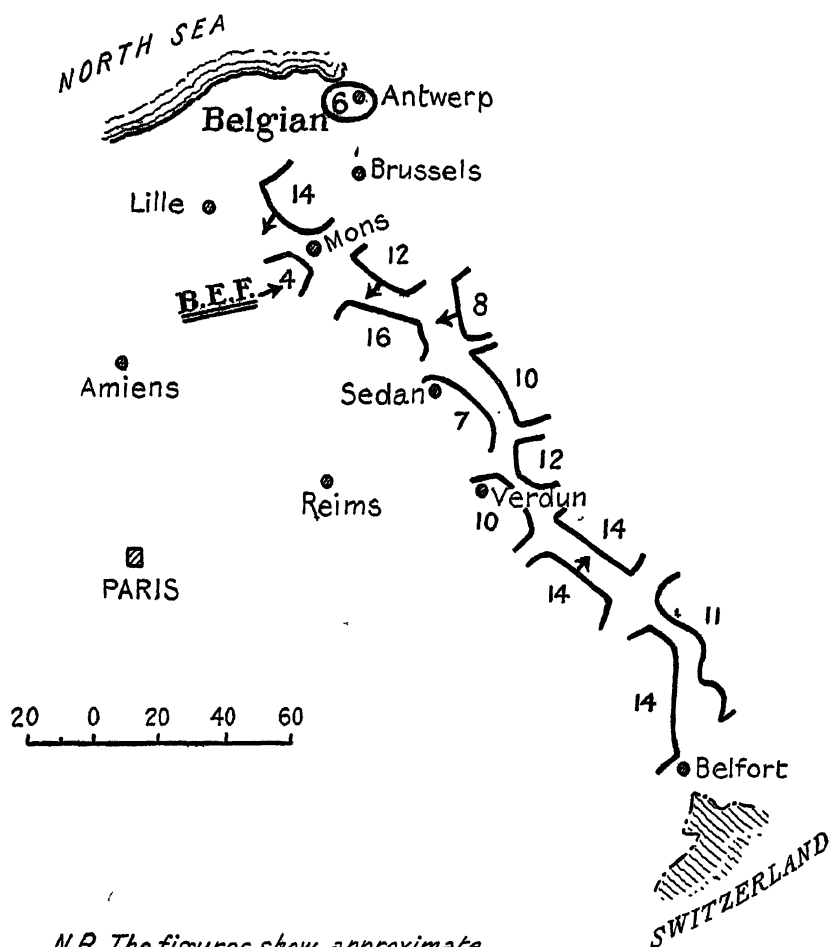 NORTH SEA
6 Antwerp
Belgian
Brussels
14
Lille
Mons
12
4
B.E.F.
8
16
10
Amiens
Sedan
7
12
Reims
Verdun
10
14
PARIS
14
11
14
20 0 20 40 60
Belfort
SWITZERLAND
N.B. The figures show approximate